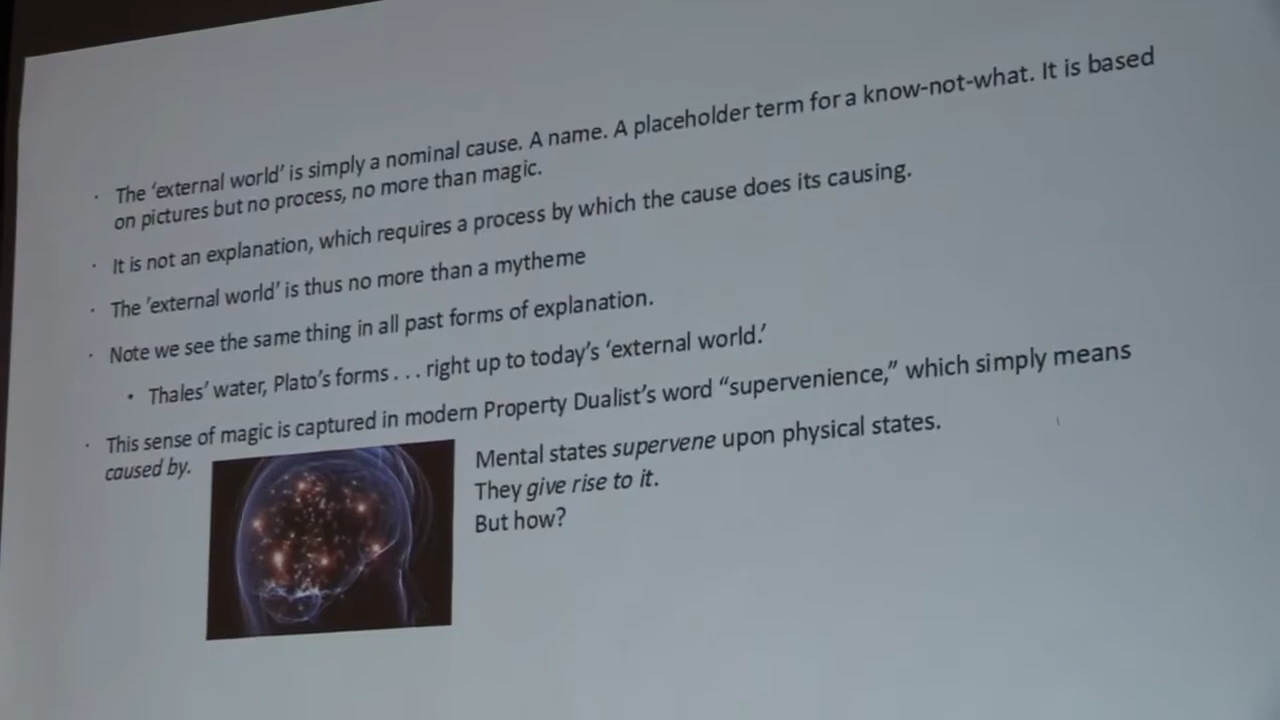 · The 'external world' is simply a nominal cause. A name. A placeholder term for a know-not-what. It is based
on pictures but no process, no more than magic.
· It is not an explanation, which requires a process by which the cause does its causing.
· The 'external world' is thus no more than a mytheme
· Note we see the same thing in all past forms of explanation.
• Thales' water, Plato's forms . . . right up to today's 'external world.'
· This sense of magic is captured in modern Property Dualist's word “supervenience,” which simply means
caused by.
Mental states supervene upon physical states.
They give rise to it.
But how?